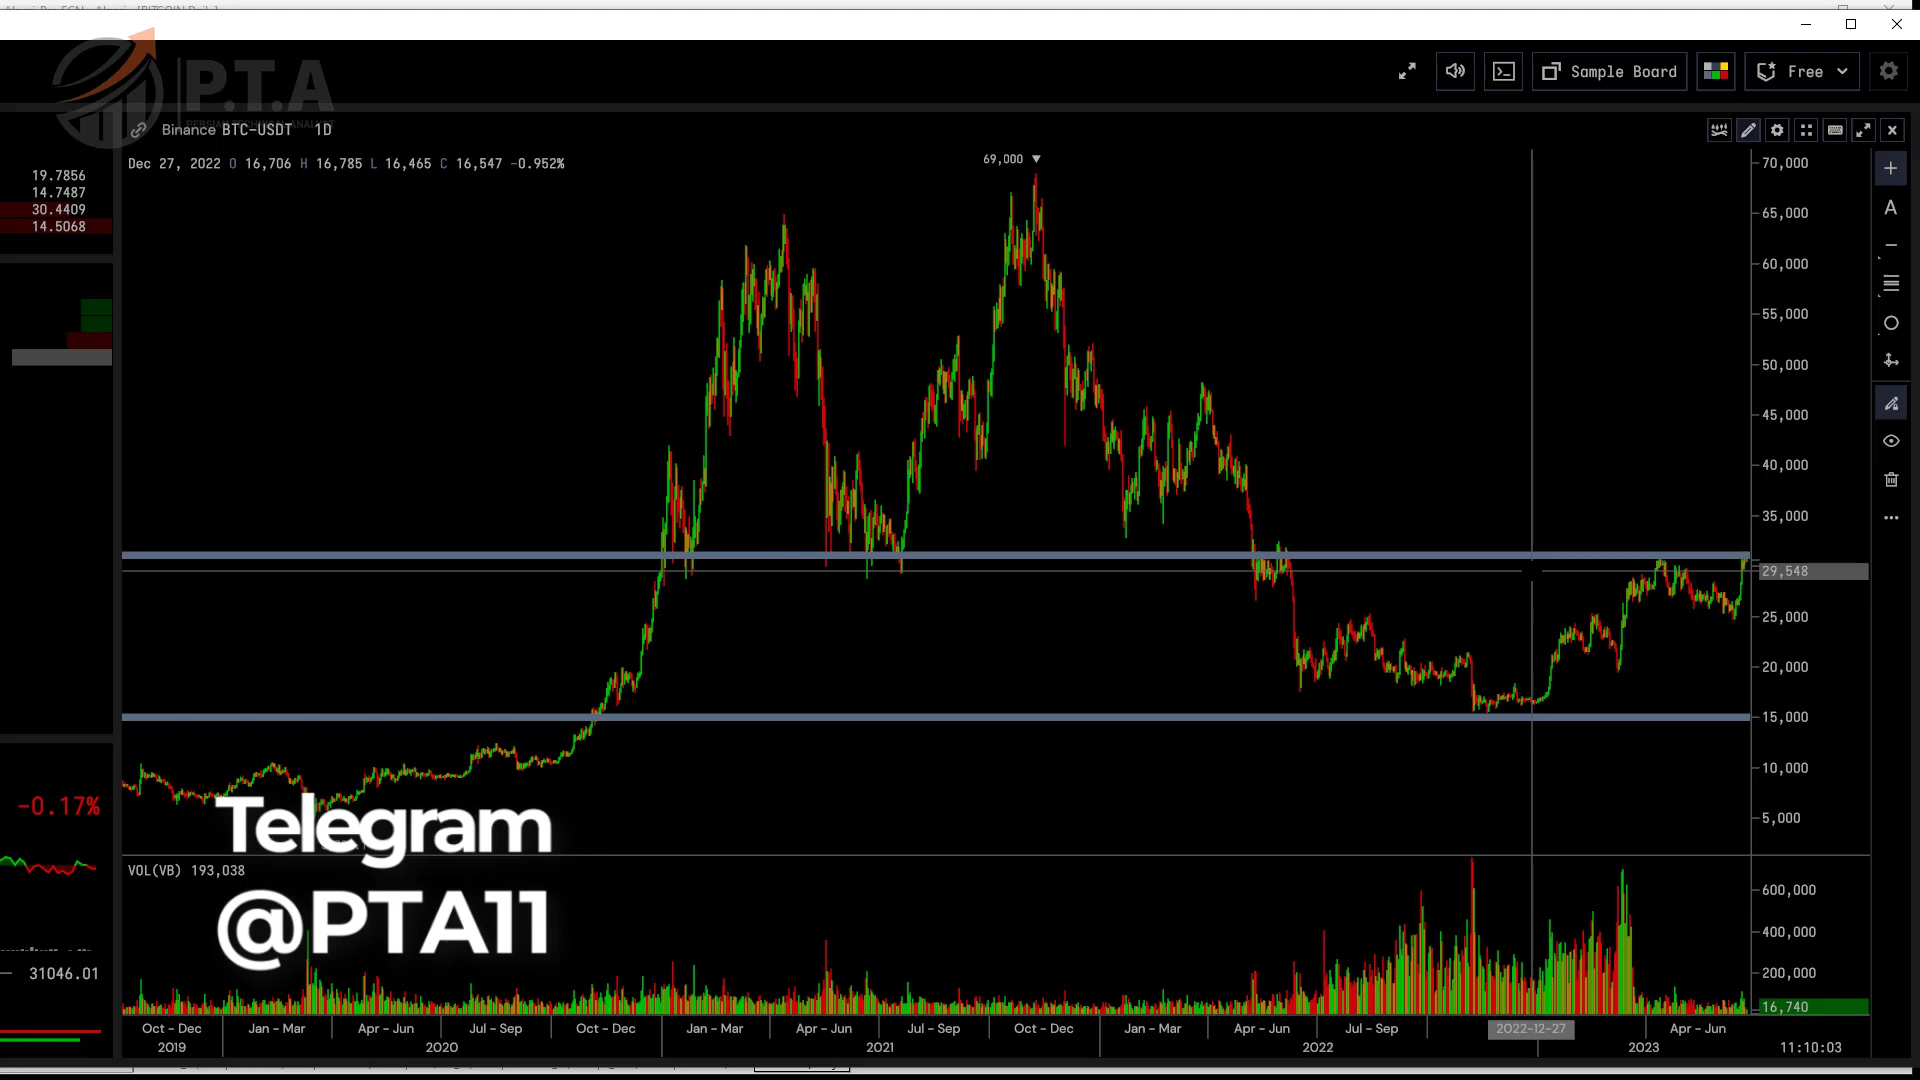 P.T.A
PERSIAN TECHNICAL ANALYST
Sample Board
Free
Binance BTC-USDT 1D
Dec 27, 2022 O 16,706 H 16,785 L 16,465 C 16,547 -0.952%
69,000
19.7856
14.7487
30.4409
14.5068
70,000
65,000
60,000
55,000
50,000
45,000
40,000
35,000
29,548
25,000
20,000
15,000
10,000
5,000
-0.17%
Telegram
@PTA11
VOL(VB) 193,038
600,000
400,000
200,000
16,740
31046.01
Oct - Dec Jan - Mar Apr - Jun Jul - Sep Oct - Dec Jan - Mar Apr - Jun Jul - Sep Oct - Dec Jan - Mar Apr - Jun Jul - Sep 2022-12-27 Apr - Jun
2019 2020 2021 2022 2023 11:10:03